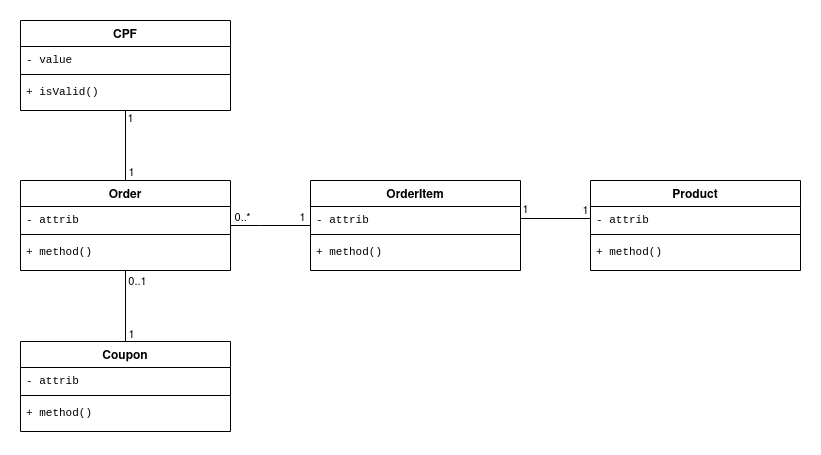 CPF
- value
+ isValid()
1
1
Order
- attrib
+ method()
0..*
1
OrderItem
- attrib
+ method()
1
1
Product
- attrib
+ method()
0..1
1
Coupon
- attrib
+ method()